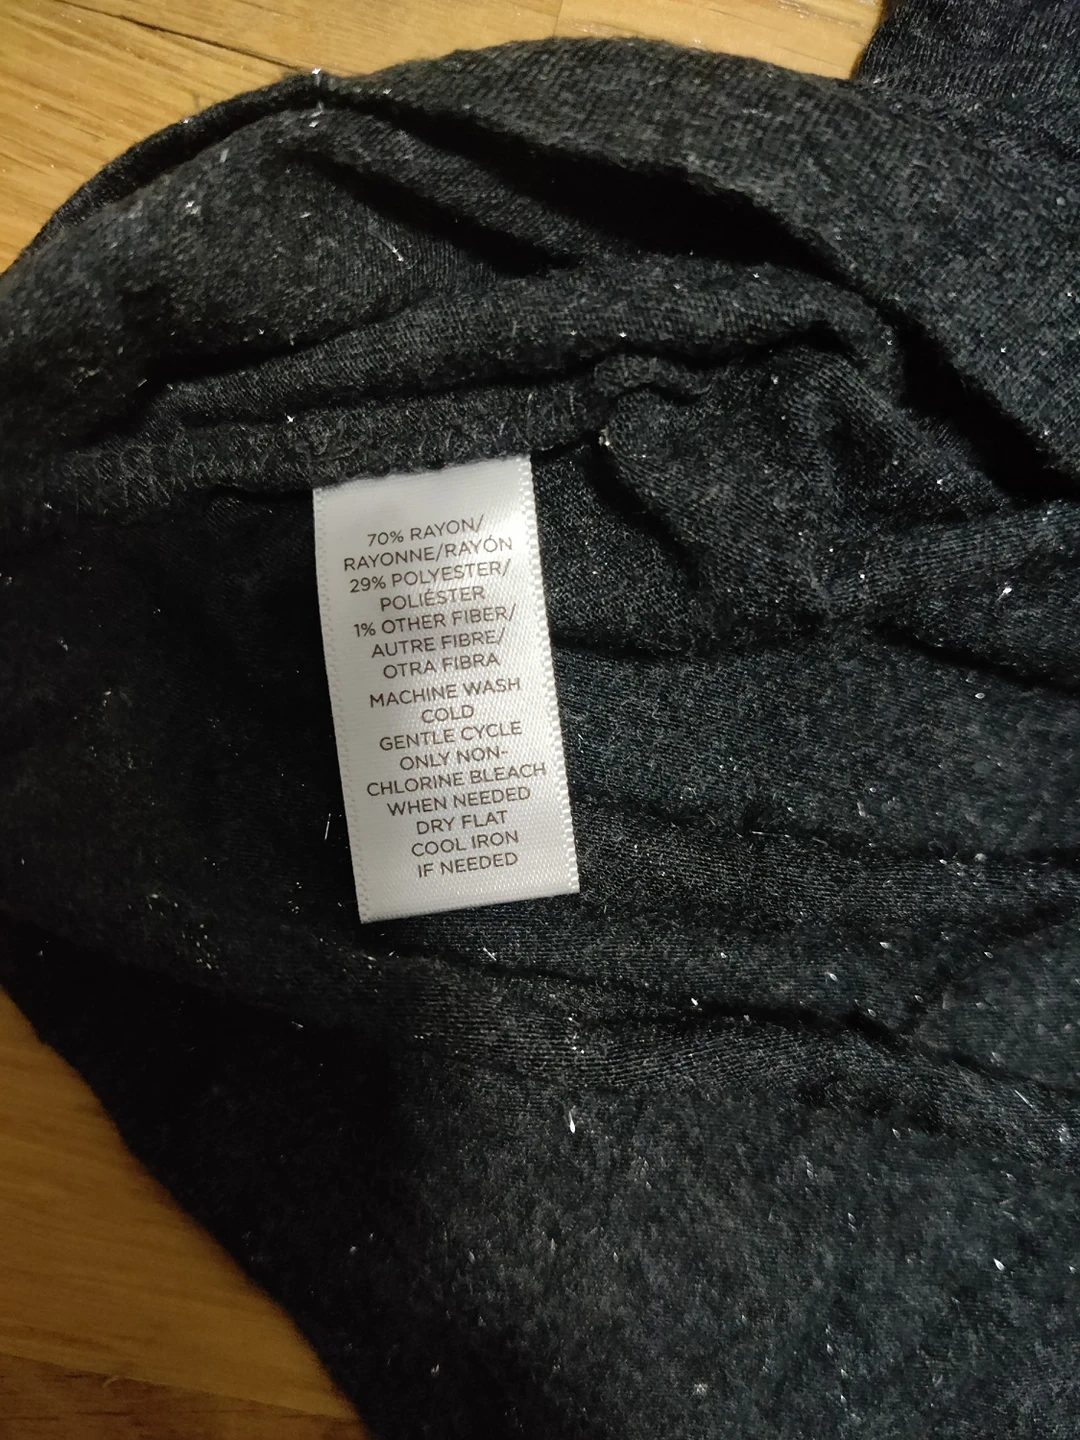 70% RAYON/
RAYONNE/RAYÓN
29% POLYESTER/
POLIÉSTER
1% OTHER FIBER/
AUTRE FIBRE/
OTRA FIBRA
MACHINE WASH
COLD
GENTLE CYCLE
ONLY NON-
CHLORINE BLEACH
WHEN NEEDED
DRY FLAT
COOL IRON
IF NEEDED